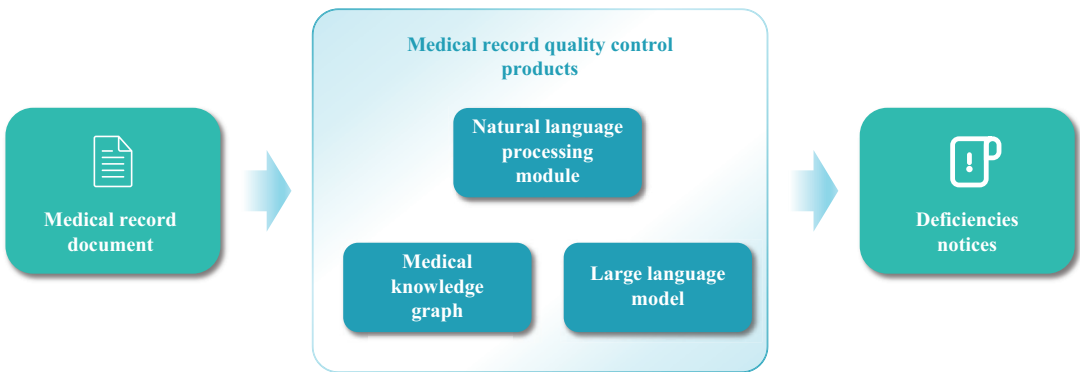 Medical record quality control
products
Natural language
processing
module
Medical record
document
Medical
knowledge
graph
Large language
model
Deficiencies
notices